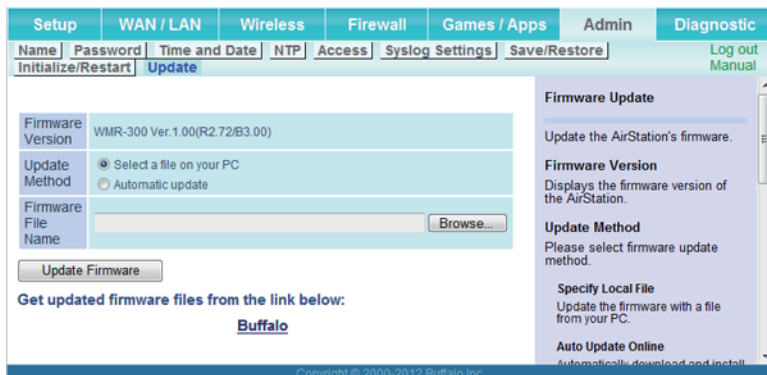 Setup WAN / LAN Wireless Firewall Games / Apps Admin Diagnostic
Name Password Time and Date NTP Access Syslog Settings Save/Restore
Initialize/Restart Update
Log out
Manual
Firmware
Version
WMR-300 Ver.1.00(R2.72/B3.00)
Update
Method
Select a file on your PC
Automatic update
Firmware
File
Name
Browse...
Update Firmware
Get updated firmware files from the link below:
Buffalo
Firmware Update
Update the AirStation's firmware.
Firmware Version
Displays the firmware version of
the AirStation.
Update Method
Please select firmware update
method.
Specify Local File
Update the firmware with a file
from your PC.
Auto Update Online
Automatically download and install
Copyright © 2000-2012 Buffalo Inc.